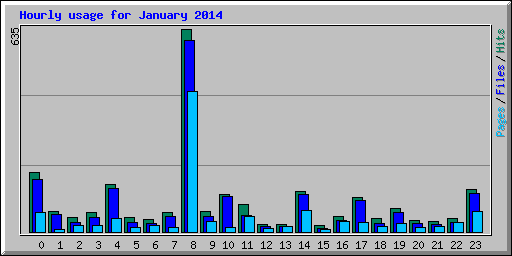 Hourly usage for January 2014
635
Pages / Files / Hits
0 1 2 3 4 5 6 7 8 9 10 11 12 13 14 15 16 17 18 19 20 21 22 23